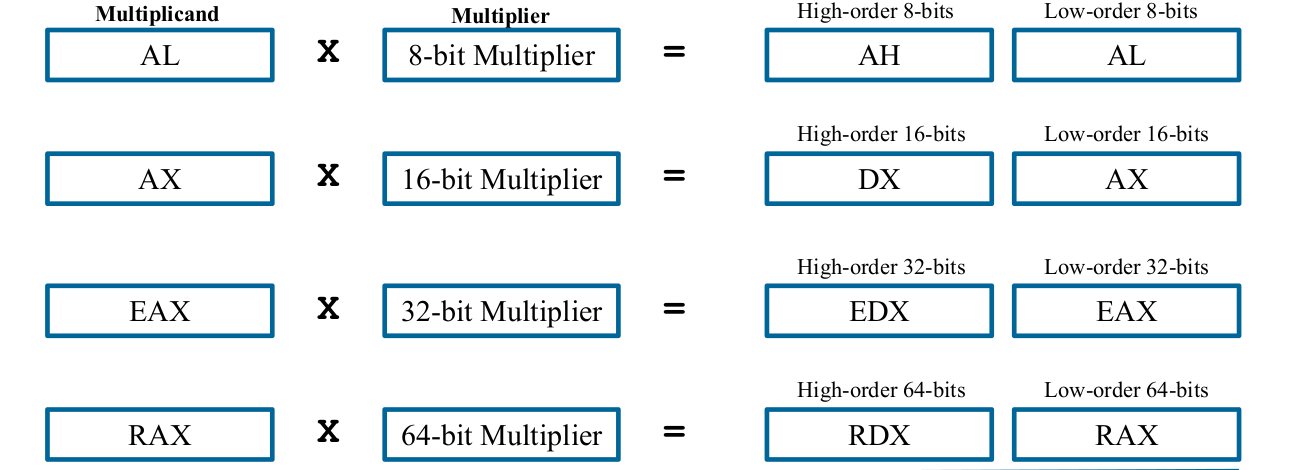 Multiplicand Multiplier High-order 8-bits Low-order 8-bits
AL X 8-bit Multiplier = AH AL
High-order 16-bits Low-order 16-bits
AX X 16-bit Multiplier = DX AX
High-order 32-bits Low-order 32-bits
EAX X 32-bit Multiplier = EDX EAX
High-order 64-bits Low-order 64-bits
RAX X 64-bit Multiplier = RDX RAX